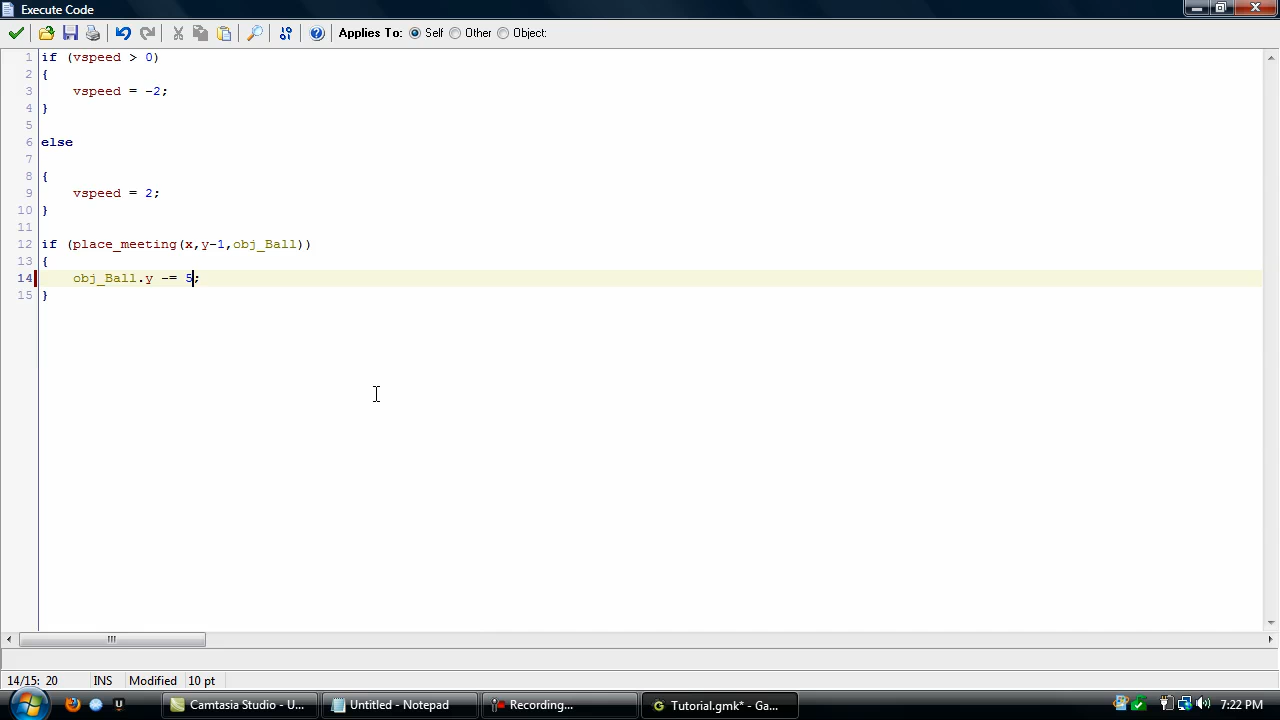 Execute Code
Applies To: Self Other Object:
1 if (vspeed > 0)
2 {
3 vspeed = -2;
4 }
5
6 else
7
8 {
9 vspeed = 2;
10 }
11
12 if (place_meeting(x,y-1,obj_Ball))
13 {
14 obj_Ball.y -= 5;
15 }
14/15: 20 INS Modified 10 pt
Camtasia Studio - U... Untitled - Notepad Recording... Tutorial.gmk* - Ga... 7:22 PM